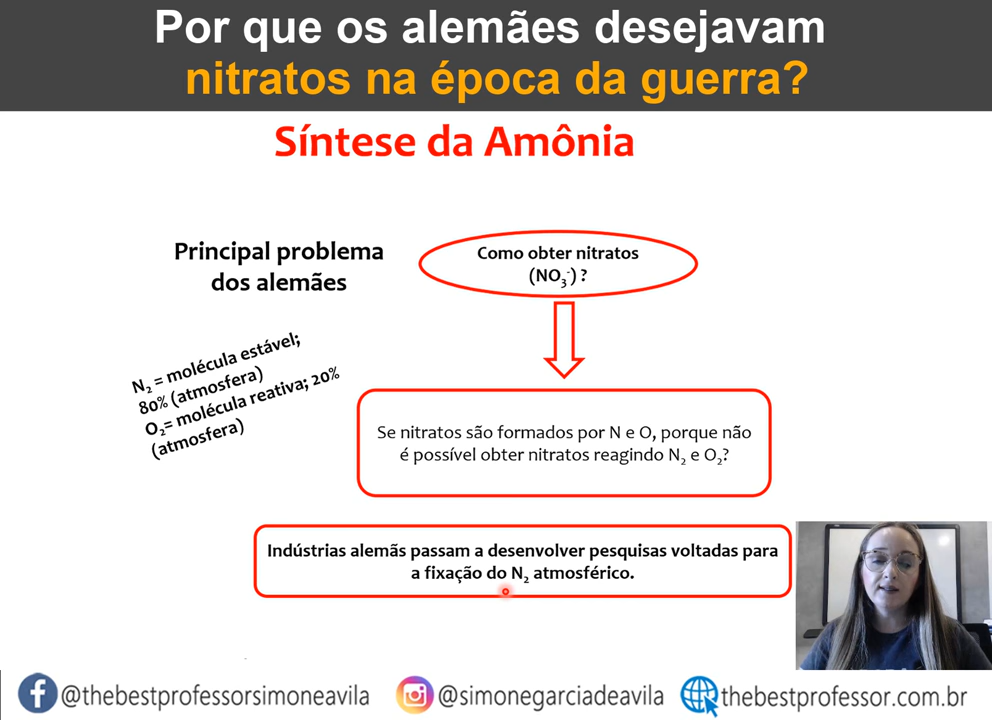 Por que os alemães desejavam
nitratos na época da guerra?
Síntese da Amônia
Principal problema
dos alemães
Como obter nitratos
(NO₃⁻) ?
N₂ = molécula estável;
80% (atmosfera)
O₂= molécula reativa; 20%
(atmosfera)
Se nitratos são formados por N e O, porque não
é possível obter nitratos reagindo N₂ e O₂?
Indústrias alemãs passam a desenvolver pesquisas voltadas para
a fixação do N₂ atmosférico.
@thebestprofessorsimoneavila
@simonegarciadeavila
thebestprofessor.com.br